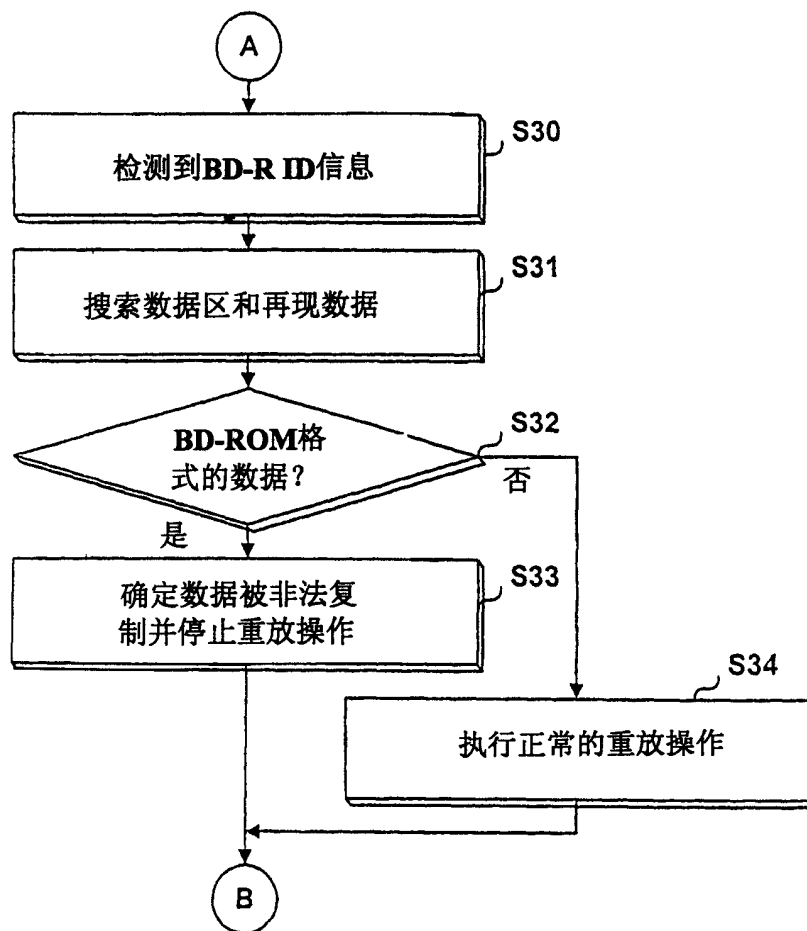 A
S30
检测到BD-R ID信息
S31
搜索数据区和再现数据
S32
BD-ROM格
式的数据？
否
是
S33
确定数据被非法复
制并停止重放操作
S34
执行正常的重放操作
B